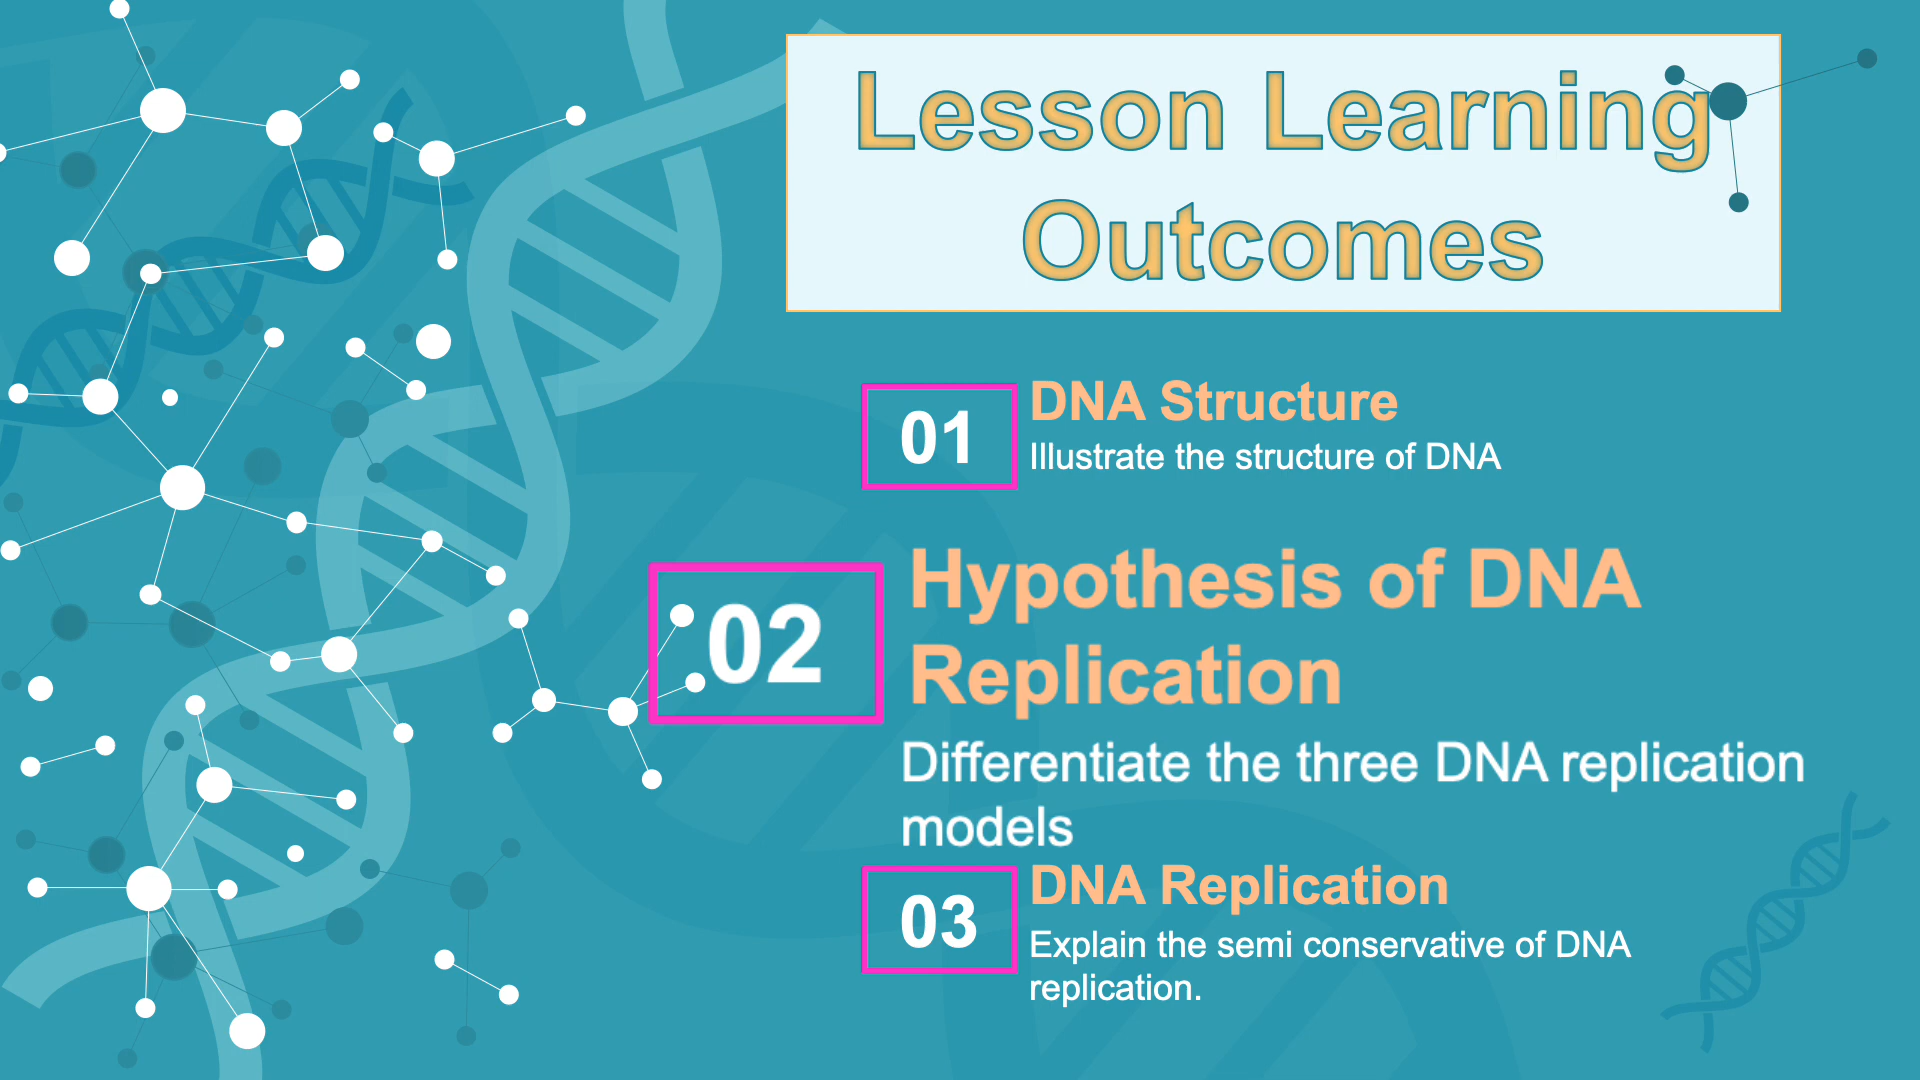 Lesson Learning
Outcomes
01
DNA Structure
Illustrate the structure of DNA
02
Hypothesis of DNA
Replication
Differentiate the three DNA replication
models
03
DNA Replication
Explain the semi conservative of DNA
replication.